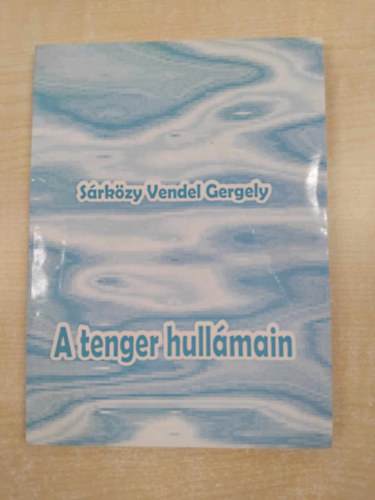 Sárközy Vendel Gergely
A tenger hullámain